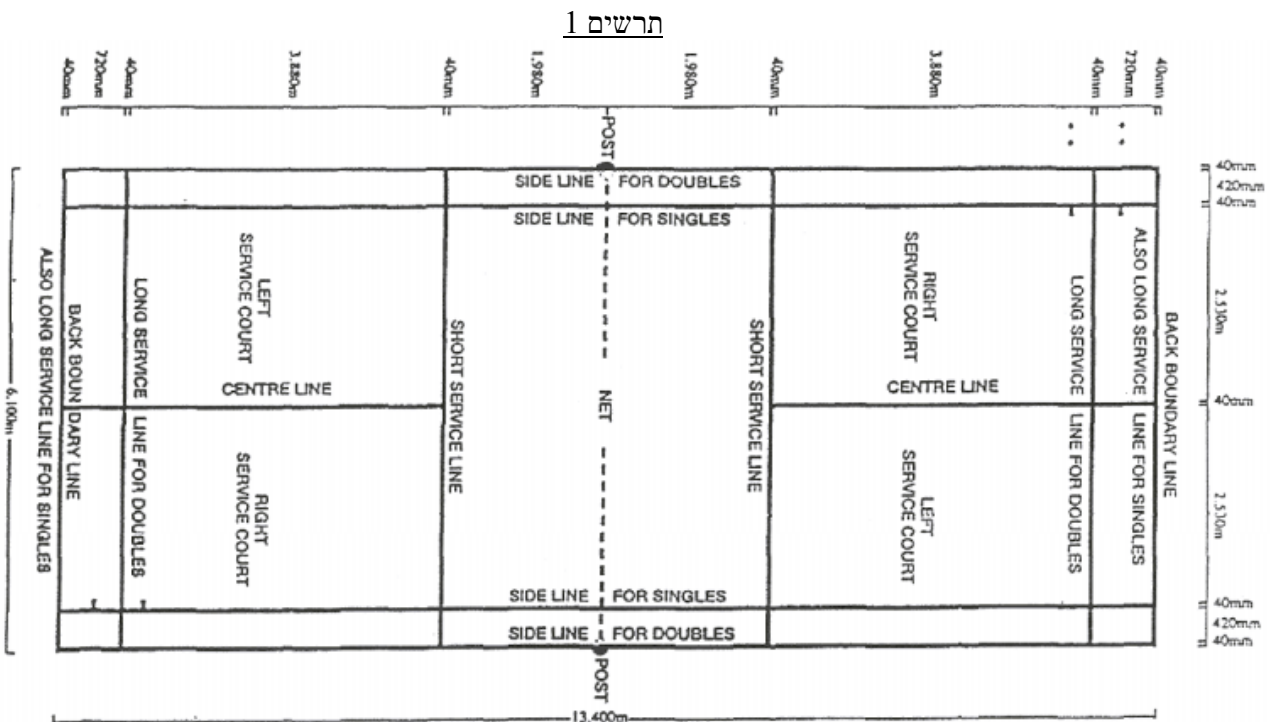 תרשים 1
40mm
720mm
40mm
3.880m
40mm
1.980m
1.980m
40mm
3.880m
40mm
720mm
40mm
POST
SIDE LINE FOR DOUBLES
SIDE LINE FOR SINGLES
40mm
420mm
40mm
2.530m
40mm
2.530m
40mm
420mm
40mm
LEFT
SERVICE COURT
RIGHT
SERVICE COURT
CENTRE LINE
CENTRE LINE
RIGHT
SERVICE COURT
LEFT
SERVICE COURT
ALSO LONG SERVICE LINE FOR SINGLES
BACK BOUNDARY LINE
LONG SERVICE LINE FOR DOUBLES
SHORT SERVICE LINE
NET
SHORT SERVICE LINE
LONG SERVICE LINE FOR DOUBLES
ALSO LONG SERVICE LINE FOR SINGLES
BACK BOUNDARY LINE
6.100m
SIDE LINE FOR SINGLES
SIDE LINE FOR DOUBLES
POST
13.400m